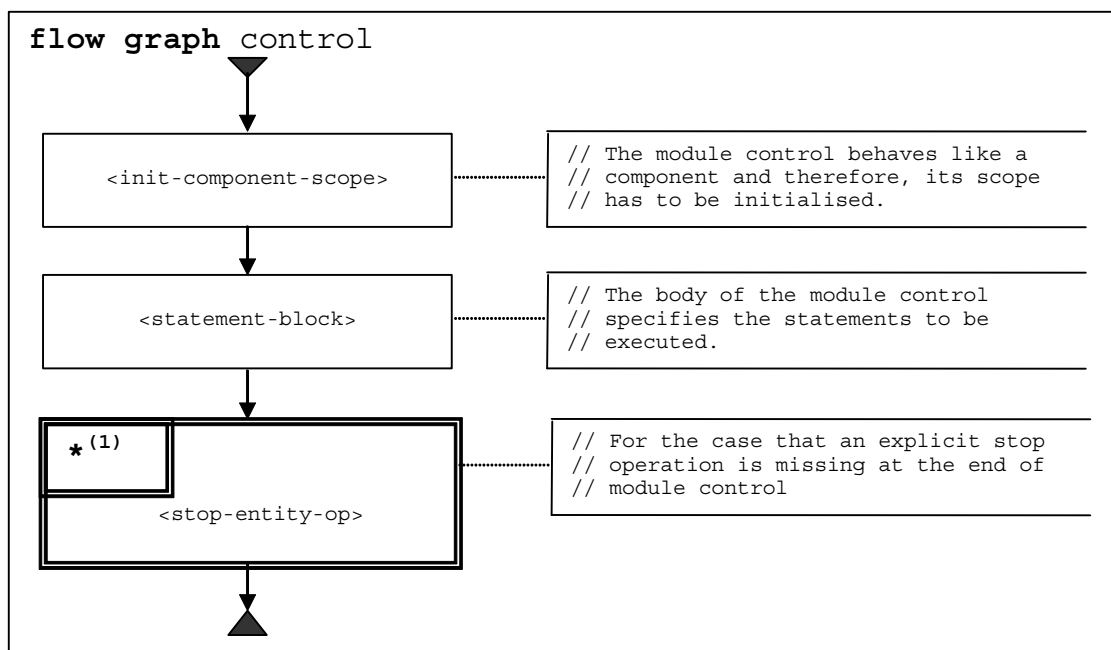 flow graph control
<init-component-scope>
// The module control behaves like a
// component and therefore, its scope
// has to be initialised.
<statement-block>
// The body of the module control
// specifies the statements to be
// executed.
*(1)
<stop-entity-op>
// For the case that an explicit stop
// operation is missing at the end of
// module control